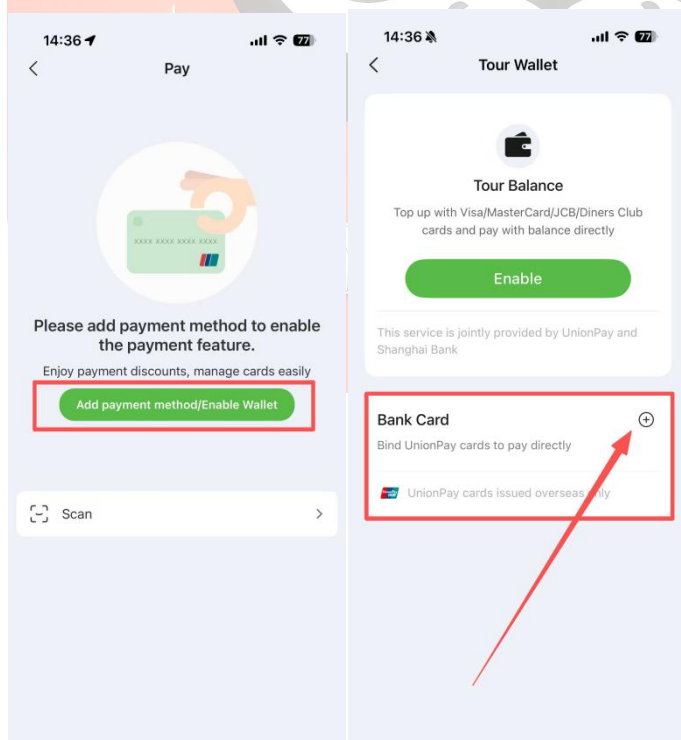 14:36
77
Pay
XXXX XXXX XXXX XXXX
Please add payment method to enable
the payment feature.
Enjoy payment discounts, manage cards easily
Add payment method/Enable Wallet
Scan
14:36
77
Tour Wallet
Tour Balance
Top up with Visa/MasterCard/JCB/Diners Club
cards and pay with balance directly
Enable
This service is jointly provided by UnionPay and
Shanghai Bank
Bank Card
Bind UnionPay cards to pay directly
UnionPay cards issued overseas only